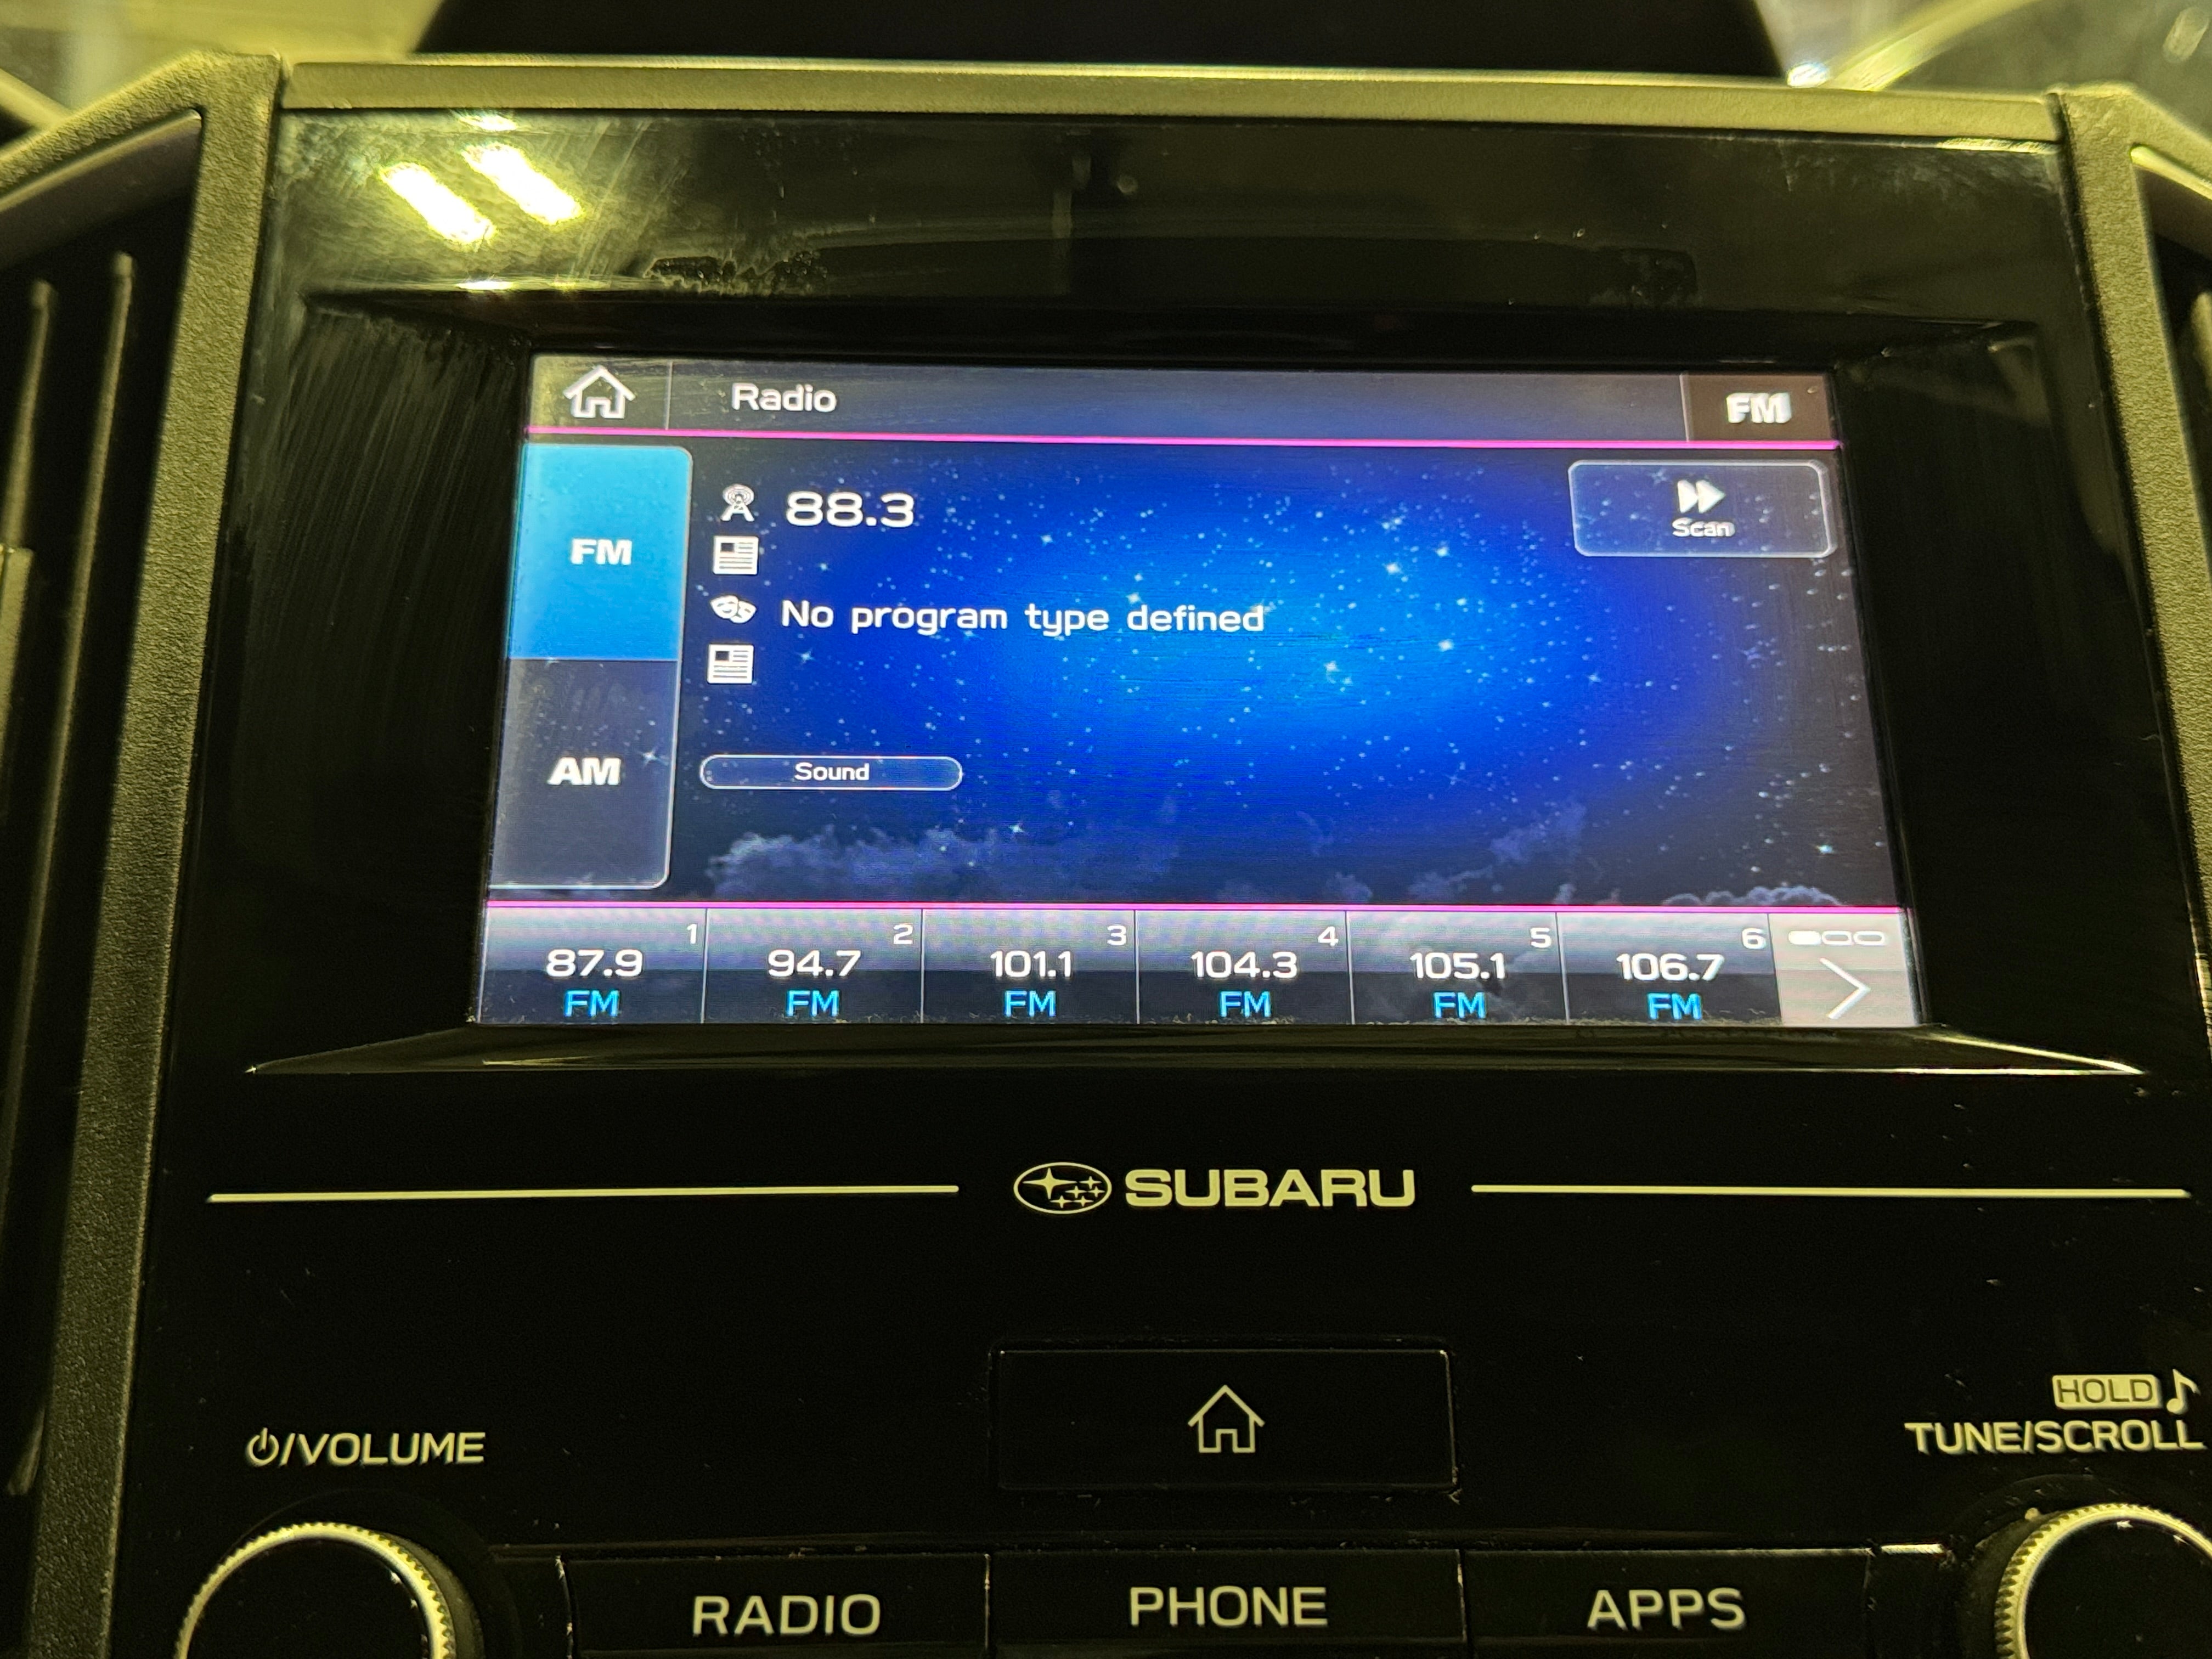 Radio
FM
88.3
Scan
FM
No program type defined
AM
Sound
1 2 3 4 5 6
87.9 94.7 101.1 104.3 105.1 106.7
FM FM FM FM FM FM
SUBARU
HOLD
/VOLUME
TUNE/SCROLL
RADIO PHONE APPS